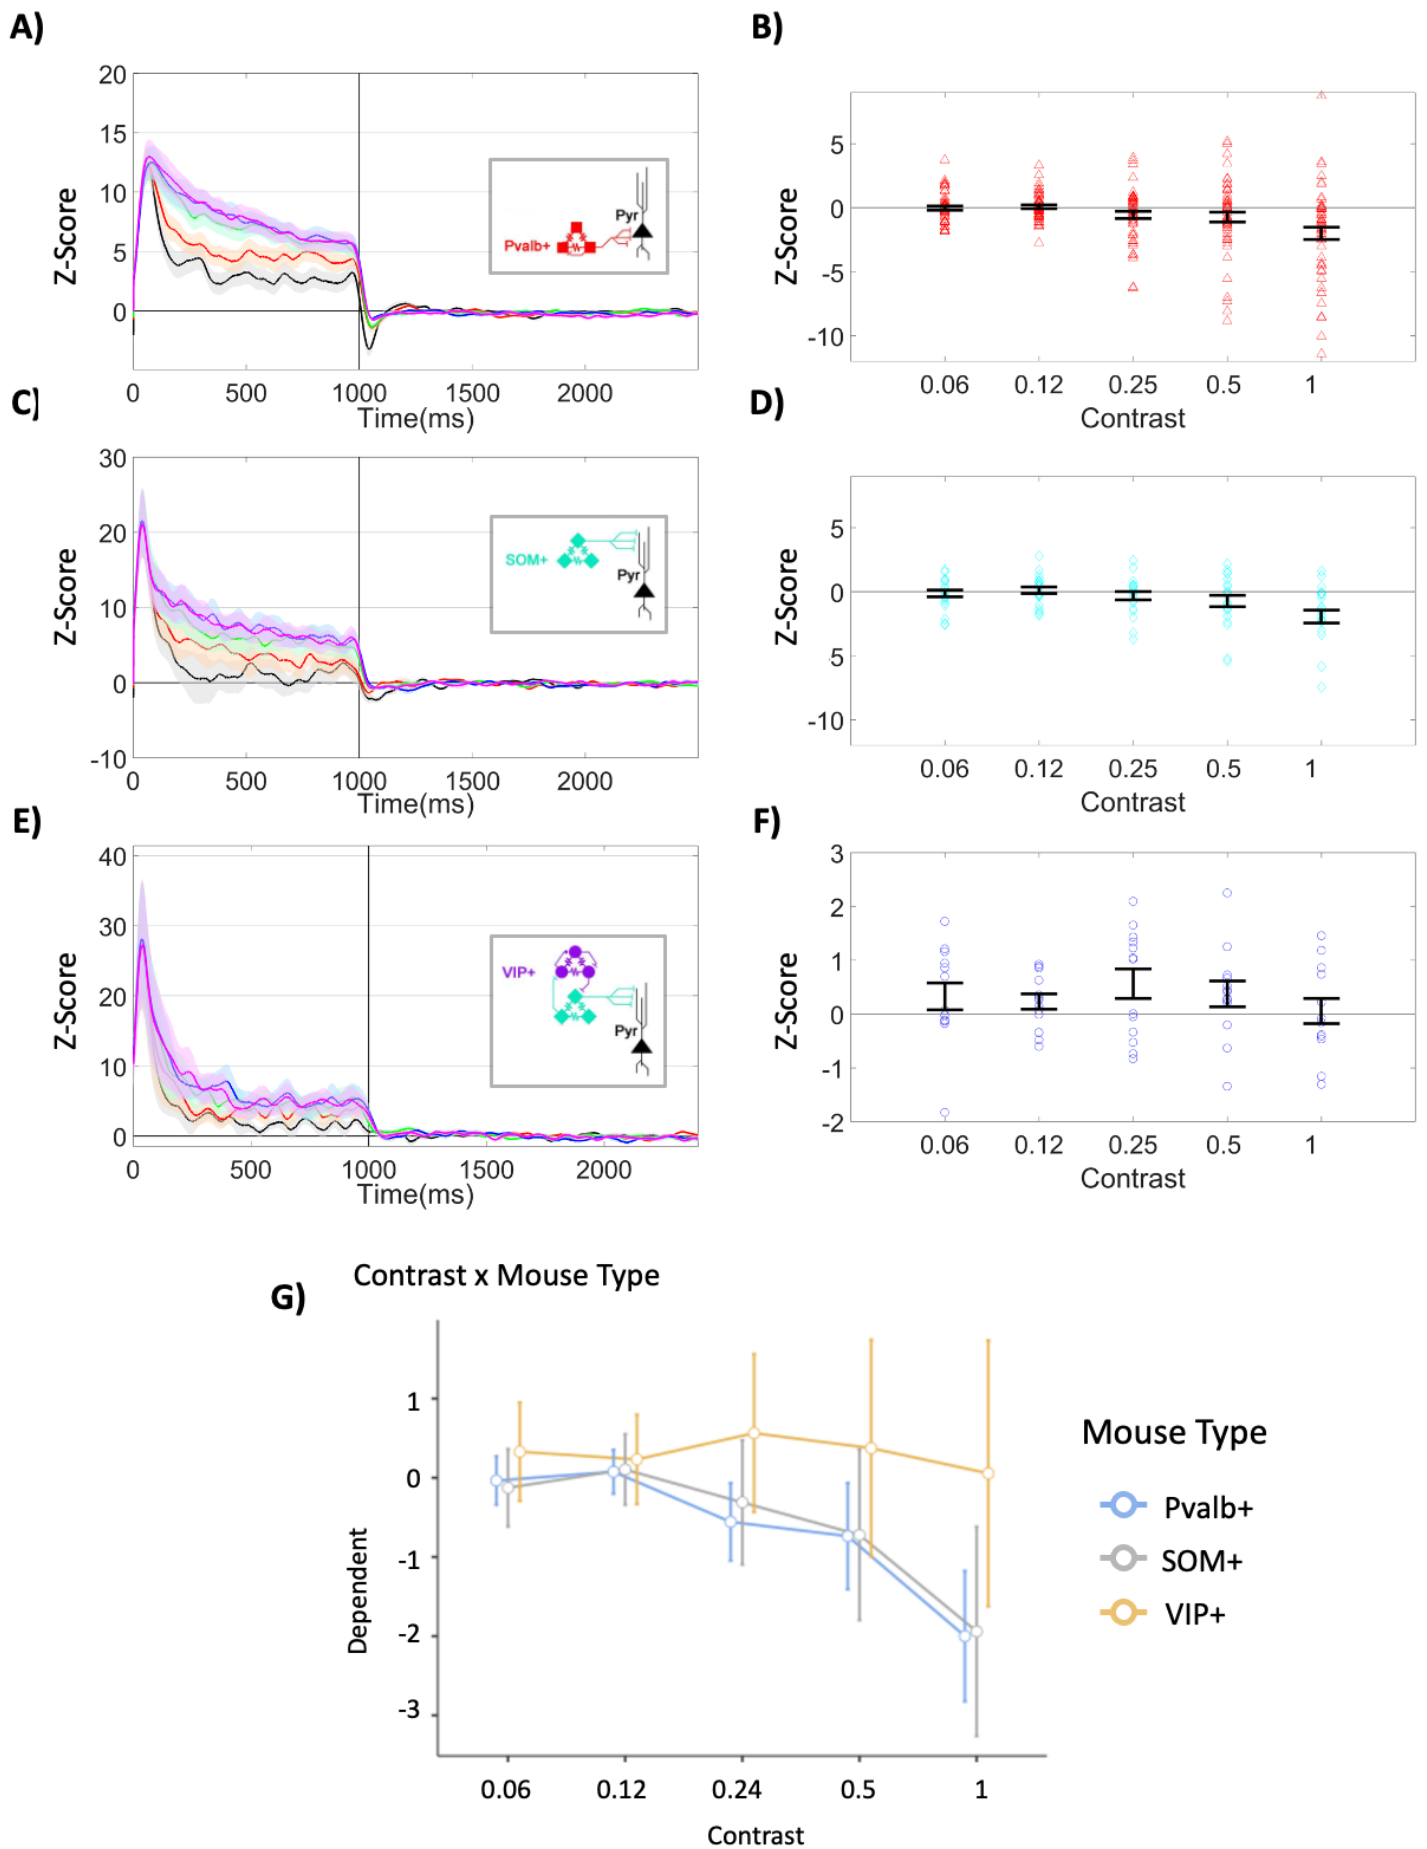 A)
20
15
10
5
0
Z-Score
Pyr
Pvalb+
0
500
1000
1500
2000
Time(ms)
B)
5
0
-5
-10
Z-Score
0.06
0.12
0.25
0.5
1
Contrast
C)
30
20
10
0
-10
Z-Score
SOM+
Pyr
0
500
1000
1500
2000
Time(ms)
D)
5
0
5
-10
Z-Score
0.06
0.12
0.25
0.5
1
Contrast
E)
40
30
20
10
0
Z-Score
VIP+
Pyr
0
500
1000
1500
2000
Time(ms)
F)
3
2
1
0
-1
-2
Z-Score
0.06
0.12
0.25
0.5
1
Contrast
Contrast x Mouse Type
G)
1
0
-1
-2
-3
Dependent
0.06
0.12
0.24
0.5
1
Contrast
Mouse Type
Pvalb+
SOM+
VIP+